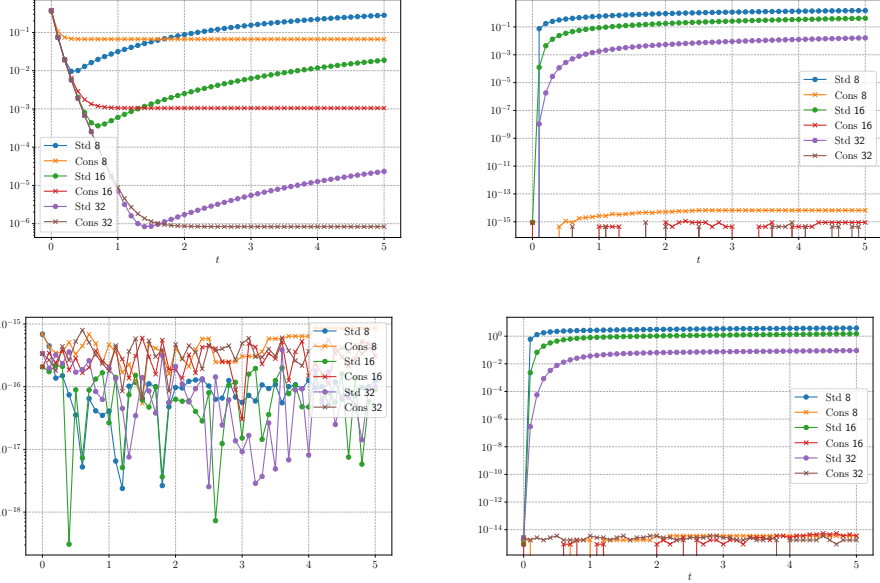 10⁻¹
10⁻²
10⁻³
10⁻⁴
10⁻⁵
10⁻⁶
0 1 2 3 4 5
t
Std 8
Cons 8
Std 16
Cons 16
Std 32
Cons 32
10⁻¹
10⁻³
10⁻⁵
10⁻⁷
10⁻⁹
10⁻¹¹
10⁻¹³
10⁻¹⁵
0 1 2 3 4 5
t
Std 8
Cons 8
Std 16
Cons 16
Std 32
Cons 32
10⁻¹⁵
10⁻¹⁶
10⁻¹⁷
10⁻¹⁸
0 1 2 3 4 5
Std 8
Cons 8
Std 16
Cons 16
Std 32
Cons 32
10⁰
10⁻²
10⁻⁴
10⁻⁶
10⁻⁸
10⁻¹⁰
10⁻¹²
10⁻¹⁴
0 1 2 3 4 5
t
Std 8
Cons 8
Std 16
Cons 16
Std 32
Cons 32